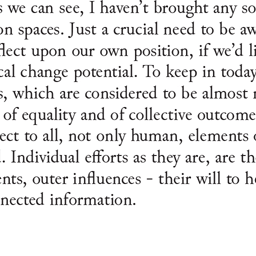 s we can see, I haven't brought any so
on spaces. Just a crucial need to be aw
flect upon our own position, if we'd li
cal change potential. To keep in today
s, which are considered to be almost
of equality and of collective outcome
ect to all, not only human, elements
. Individual efforts as they are, are th
nts, outer influences - their will to h
nected information.